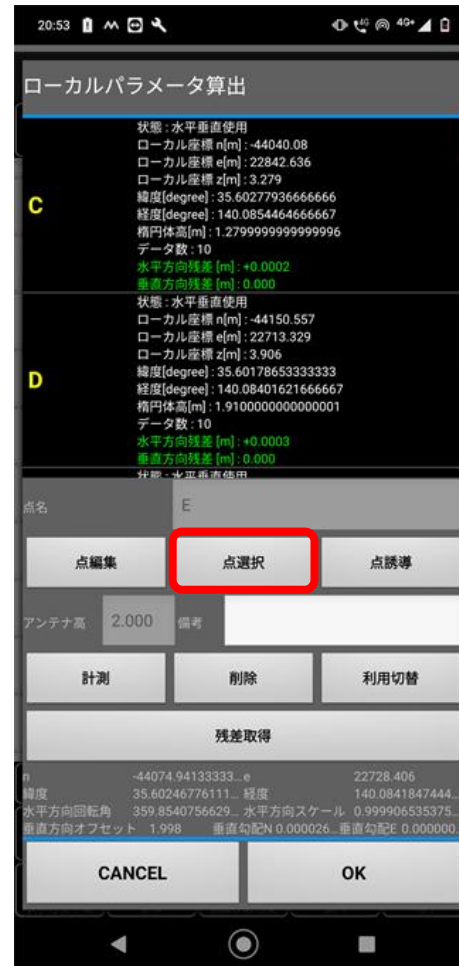 20:53
4G 4G+
ローカルパラメータ算出
C
状態 : 水平垂直使用
ローカル座標 n[m] : -44040.08
ローカル座標 e[m] : 22842.636
ローカル座標 z[m] : 3.279
緯度[degree] : 35.60277936666666
経度[degree] : 140.0854464666667
楕円体高[m] : 1.2799999999999996
データ数 : 10
水平方向残差 [m] : +0.0002
垂直方向残差 [m] : 0.000
D
状態 : 水平垂直使用
ローカル座標 n[m] : -44150.557
ローカル座標 e[m] : 22713.329
ローカル座標 z[m] : 3.906
緯度[degree] : 35.60178653333333
経度[degree] : 140.08401621666667
楕円体高[m] : 1.9100000000000001
データ数 : 10
水平方向残差 [m] : +0.0003
垂直方向残差 [m] : 0.000
状態 : 水平垂直使用
点名 E
点編集 点選択 点誘導
アンテナ高 2.000 備考
計測 削除 利用切替
残差取得
n -44074.94133333... e 22728.406
緯度 35.60246776111... 経度 140.0841847444...
水平方向回転角 359.8540756629... 水平方向スケール 0.999906535375...
垂直方向オフセット 1.998 垂直勾配N 0.000026... 垂直勾配E 0.000000...
CANCEL OK